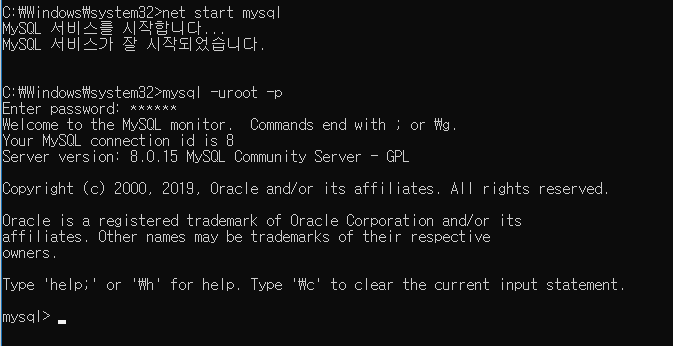 C:₩Windows₩system32>net start mysql
MySQL 서비스를 시작합니다...
MySQL 서비스가 잘 시작되었습니다.
C:₩Windows₩system32>mysql -uroot -p
Enter password: ******
Welcome to the MySQL monitor.  Commands end with ; or ₩g.
Your MySQL connection id is 8
Server version: 8.0.15 MySQL Community Server - GPL
Copyright (c) 2000, 2019, Oracle and/or its affiliates. All rights reserved.
Oracle is a registered trademark of Oracle Corporation and/or its
affiliates. Other names may be trademarks of their respective
owners.
Type 'help;' or '₩h' for help. Type '₩c' to clear the current input statement.
mysql> _